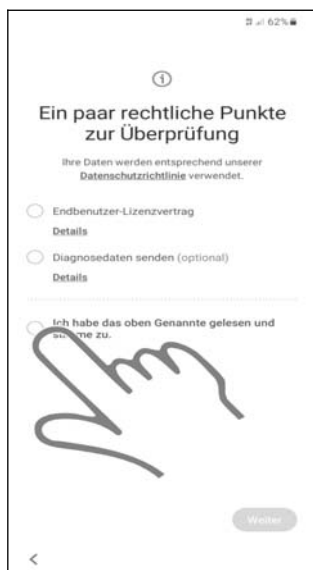 62%
Ein paar rechtliche Punkte
zur Überprüfung
Ihre Daten werden entsprechend unserer
Datenschutzrichtlinie verwendet.
Endbenutzer-Lizenzvertrag
Details
Diagnosedaten senden (optional)
Details
Ich habe das oben Genannte gelesen und
zu.
Weiter